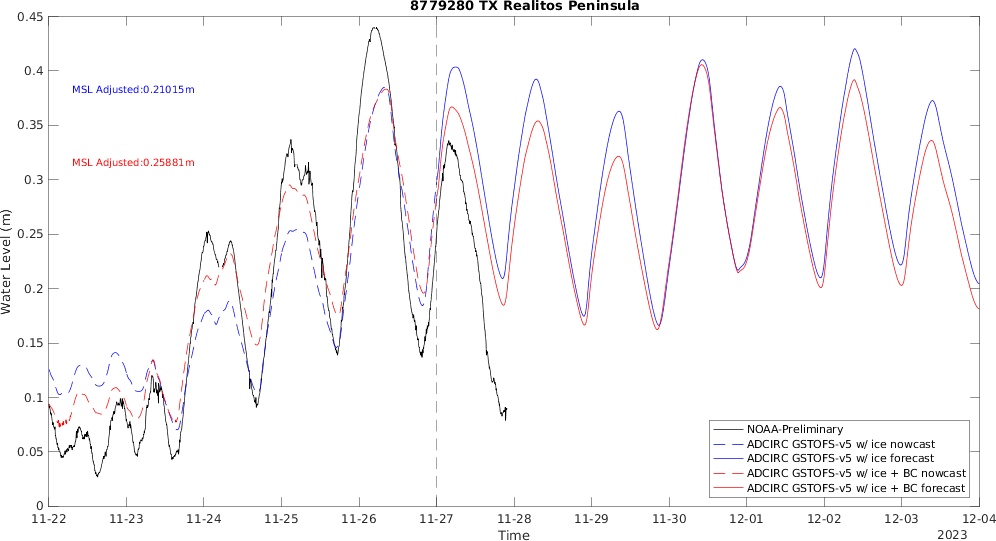 8779280 TX Realitos Peninsula
0.45
0.4
0.35
0.3
0.25
0.2
0.15
0.1
0.05
0
Water Level (m)
MSL Adjusted:0.21015m
MSL Adjusted:0.25881m
NOAA-Preliminary
ADCIRC GSTOFS-v5 w/ ice nowcast
ADCIRC GSTOFS-v5 w/ ice forecast
ADCIRC GSTOFS-v5 w/ ice + BC nowcast
ADCIRC GSTOFS-v5 w/ ice + BC forecast
11-22 11-23 11-24 11-25 11-26 11-27 11-28 11-29 11-30 12-01 12-02 12-03 12-04
Time
2023